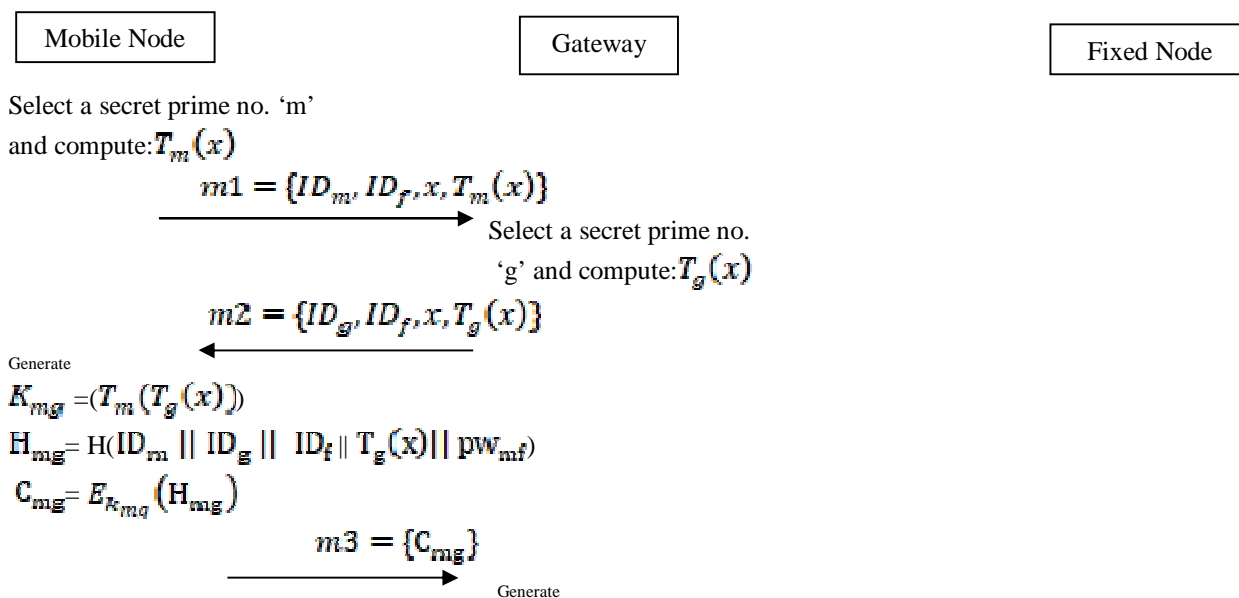 Mobile Node
Gateway
Fixed Node
Select a secret prime no. ‘m’
and compute:T_m(x)
m1 = {ID_m, ID_f, x, T_m(x)}
Select a secret prime no.
‘g’ and compute:T_g(x)
m2 = {ID_g, ID_f, x, T_g(x)}
Generate
K_mg =(T_m(T_g(x)))
H_mg= H(ID_m || ID_g || ID_f || T_g(x)|| pw_mf)
C_mg= E_k_mg(H_mg)
m3 = {C_mg}
Generate